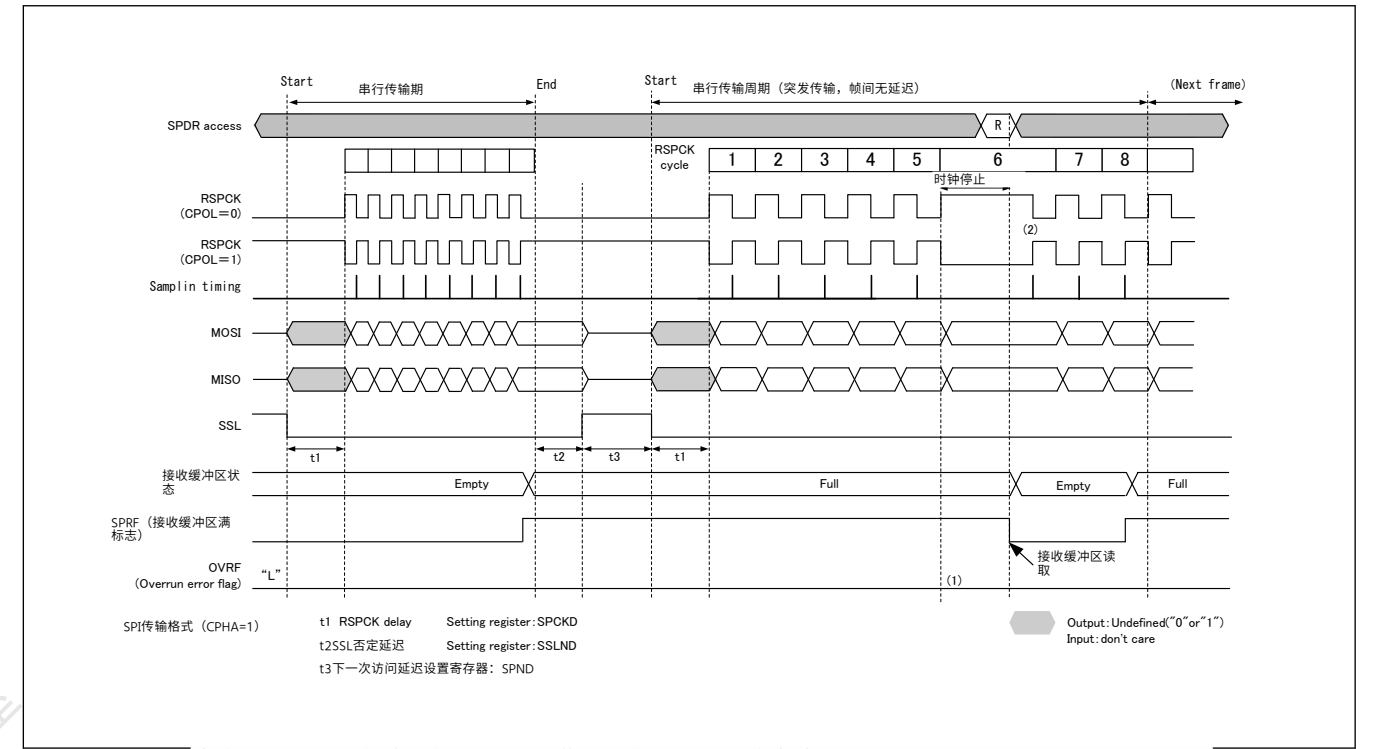 Start
串行传输期
End
Start
串行传输周期（突发传输，帧间无延迟）
(Next frame)
SPDR access
R
RSPCK
cycle
1 2 3 4 5 6 7 8
时钟停止
RSPCK
(CPOL=0)
(2)
RSPCK
(CPOL=1)
Samplin timing
MOSI
MISO
SSL
t1
t2
t3
t1
接收缓冲区状
态
Empty
Full
Empty
Full
SPRF（接收缓冲区满
标志）
接收缓冲区读
取
OVRF
(Overrun error flag)
“L”
(1)
SPI传输格式（CPHA=1）
t1 RSPCK delay Setting register:SPCKD
t2SSL否定延迟 Setting register:SSLND
t3下一次访问延迟设置寄存器：SPND
Output:Undefined("0"or"1")
Input:don't care